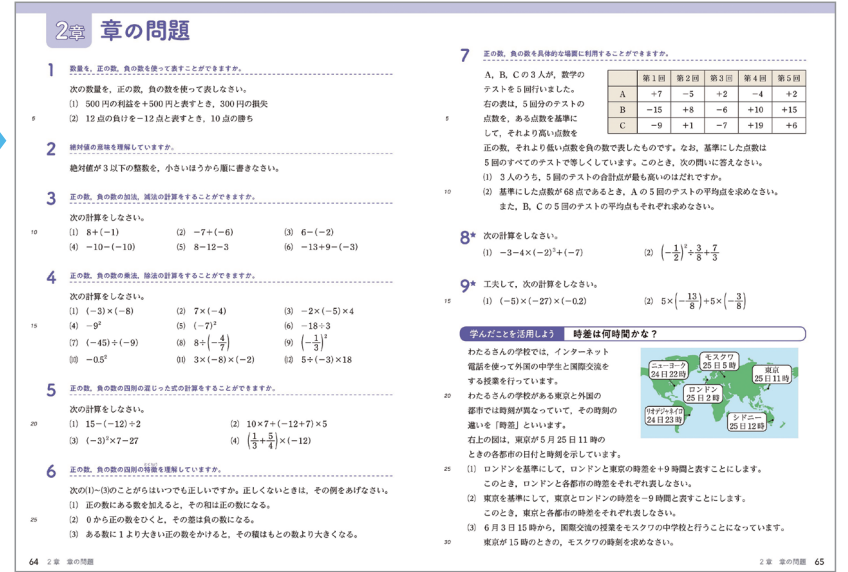 2章 章の問題
1 数量を，正の数，負の数を使って表すことができますか。
次の数量を，正の数，負の数を使って表しなさい。
(1) 500円の利益を+500円と表すとき，300円の損失
5 (2) 12点の負けを−12点と表すとき，10点の勝ち
2 絶対値の意味を理解していますか。
絶対値が3以下の整数を，小さいほうから順に書きなさい。
3 正の数，負の数の加法，減法の計算をすることができますか。
次の計算をしなさい。
10 (1) 8+(−1) (2) −7+(−6) (3) 6−(−2)
(4) −10−(−10) (5) 8−12−3 (6) −13+9−(−3)
4 正の数，負の数の乗法，除法の計算をすることができますか。
次の計算をしなさい。
(1) (−3)×(−8) (2) 7×(−4) (3) −2×(−5)×4
15 (4) −9² (5) (−7)² (6) −18÷3
(7) (−45)÷(−9) (8) 8÷(−4/7) (9) (−1/3)²
(10) −0.5² (11) 3×(−8)×(−2) (12) 5÷(−3)×18
5 正の数，負の数の四則の混じった式の計算をすることができますか。
次の計算をしなさい。
20 (1) 15−(−12)÷2 (2) 10×7+(−12+7)×5
(3) (−3)²×7−27 (4) (1/3+5/4)×(−12)
6 正の数，負の数の四則の特徴を理解していますか。
次の(1)~(3)のことがらはいつでも正しいですか。正しくないときは，その例をあげなさい。
(1) 正の数にある数を加えると，その和は正の数になる。
25 (2) 0から正の数をひくと，その差は負の数になる。
(3) ある数に1より大きい正の数をかけると，その積はもとの数より大きくなる。
64 2章 章の問題
7 正の数，負の数を具体的な場面に利用することができますか。
A，B，Cの3人が，数学の
テストを5回行いました。
右の表は，5回分のテストの
5 点数を，ある点数を基準に
して，それより高い点数を
第1回 第2回 第3回 第4回 第5回
A +7 −5 +2 −4 +2
B −15 +8 −6 +10 +15
C −9 +1 −7 +19 +6
正の数，それより低い点数を負の数で表したものです。なお，基準にした点数は
5回のすべてのテストで等しくしています。このとき，次の問いに答えなさい。
(1) 3人のうち，5回のテストの合計点が最も高いのはだれですか。
10 (2) 基準にした点数が68点であるとき，Aの5回のテストの平均点を求めなさい。
また，B，Cの5回のテストの平均点もそれぞれ求めなさい。
8* 次の計算をしなさい。
(1) −3−4×(−2)³+(−7) (2) (−1/2)²÷3/8+7/3
9* 工夫して，次の計算をしなさい。
15 (1) (−5)×(−27)×(−0.2) (2) 5×(−13/8)+5×(−3/8)
学んだことを活用しよう 時差は何時間かな？
わたるさんの学校では，インターネット
電話を使って外国の中学生と国際交流を
する授業を行っています。
20 わたるさんの学校がある東京と外国の
都市では時刻が異なっていて，その時刻の
違いを「時差」といいます。
右上の図は，東京が5月25日11時の
ときの各都市の日付と時刻を示しています。
ニューヨーク
24日22時
モスクワ
25日5時
ロンドン
25日2時
東京
25日11時
リオデジャネイロ
24日23時
シドニー
25日12時
25 (1) ロンドンを基準にして，ロンドンと東京の時差を+9時間と表すことにします。
このとき，ロンドンと各都市の時差をそれぞれ表しなさい。
(2) 東京を基準にして，東京とロンドンの時差を−9時間と表すことにします。
このとき，東京と各都市の時差をそれぞれ表しなさい。
(3) 6月3日15時から，国際交流の授業をモスクワの中学校と行うことになっています。
30 東京が15時のときの，モスクワの時刻を求めなさい。
2章 章の問題 65